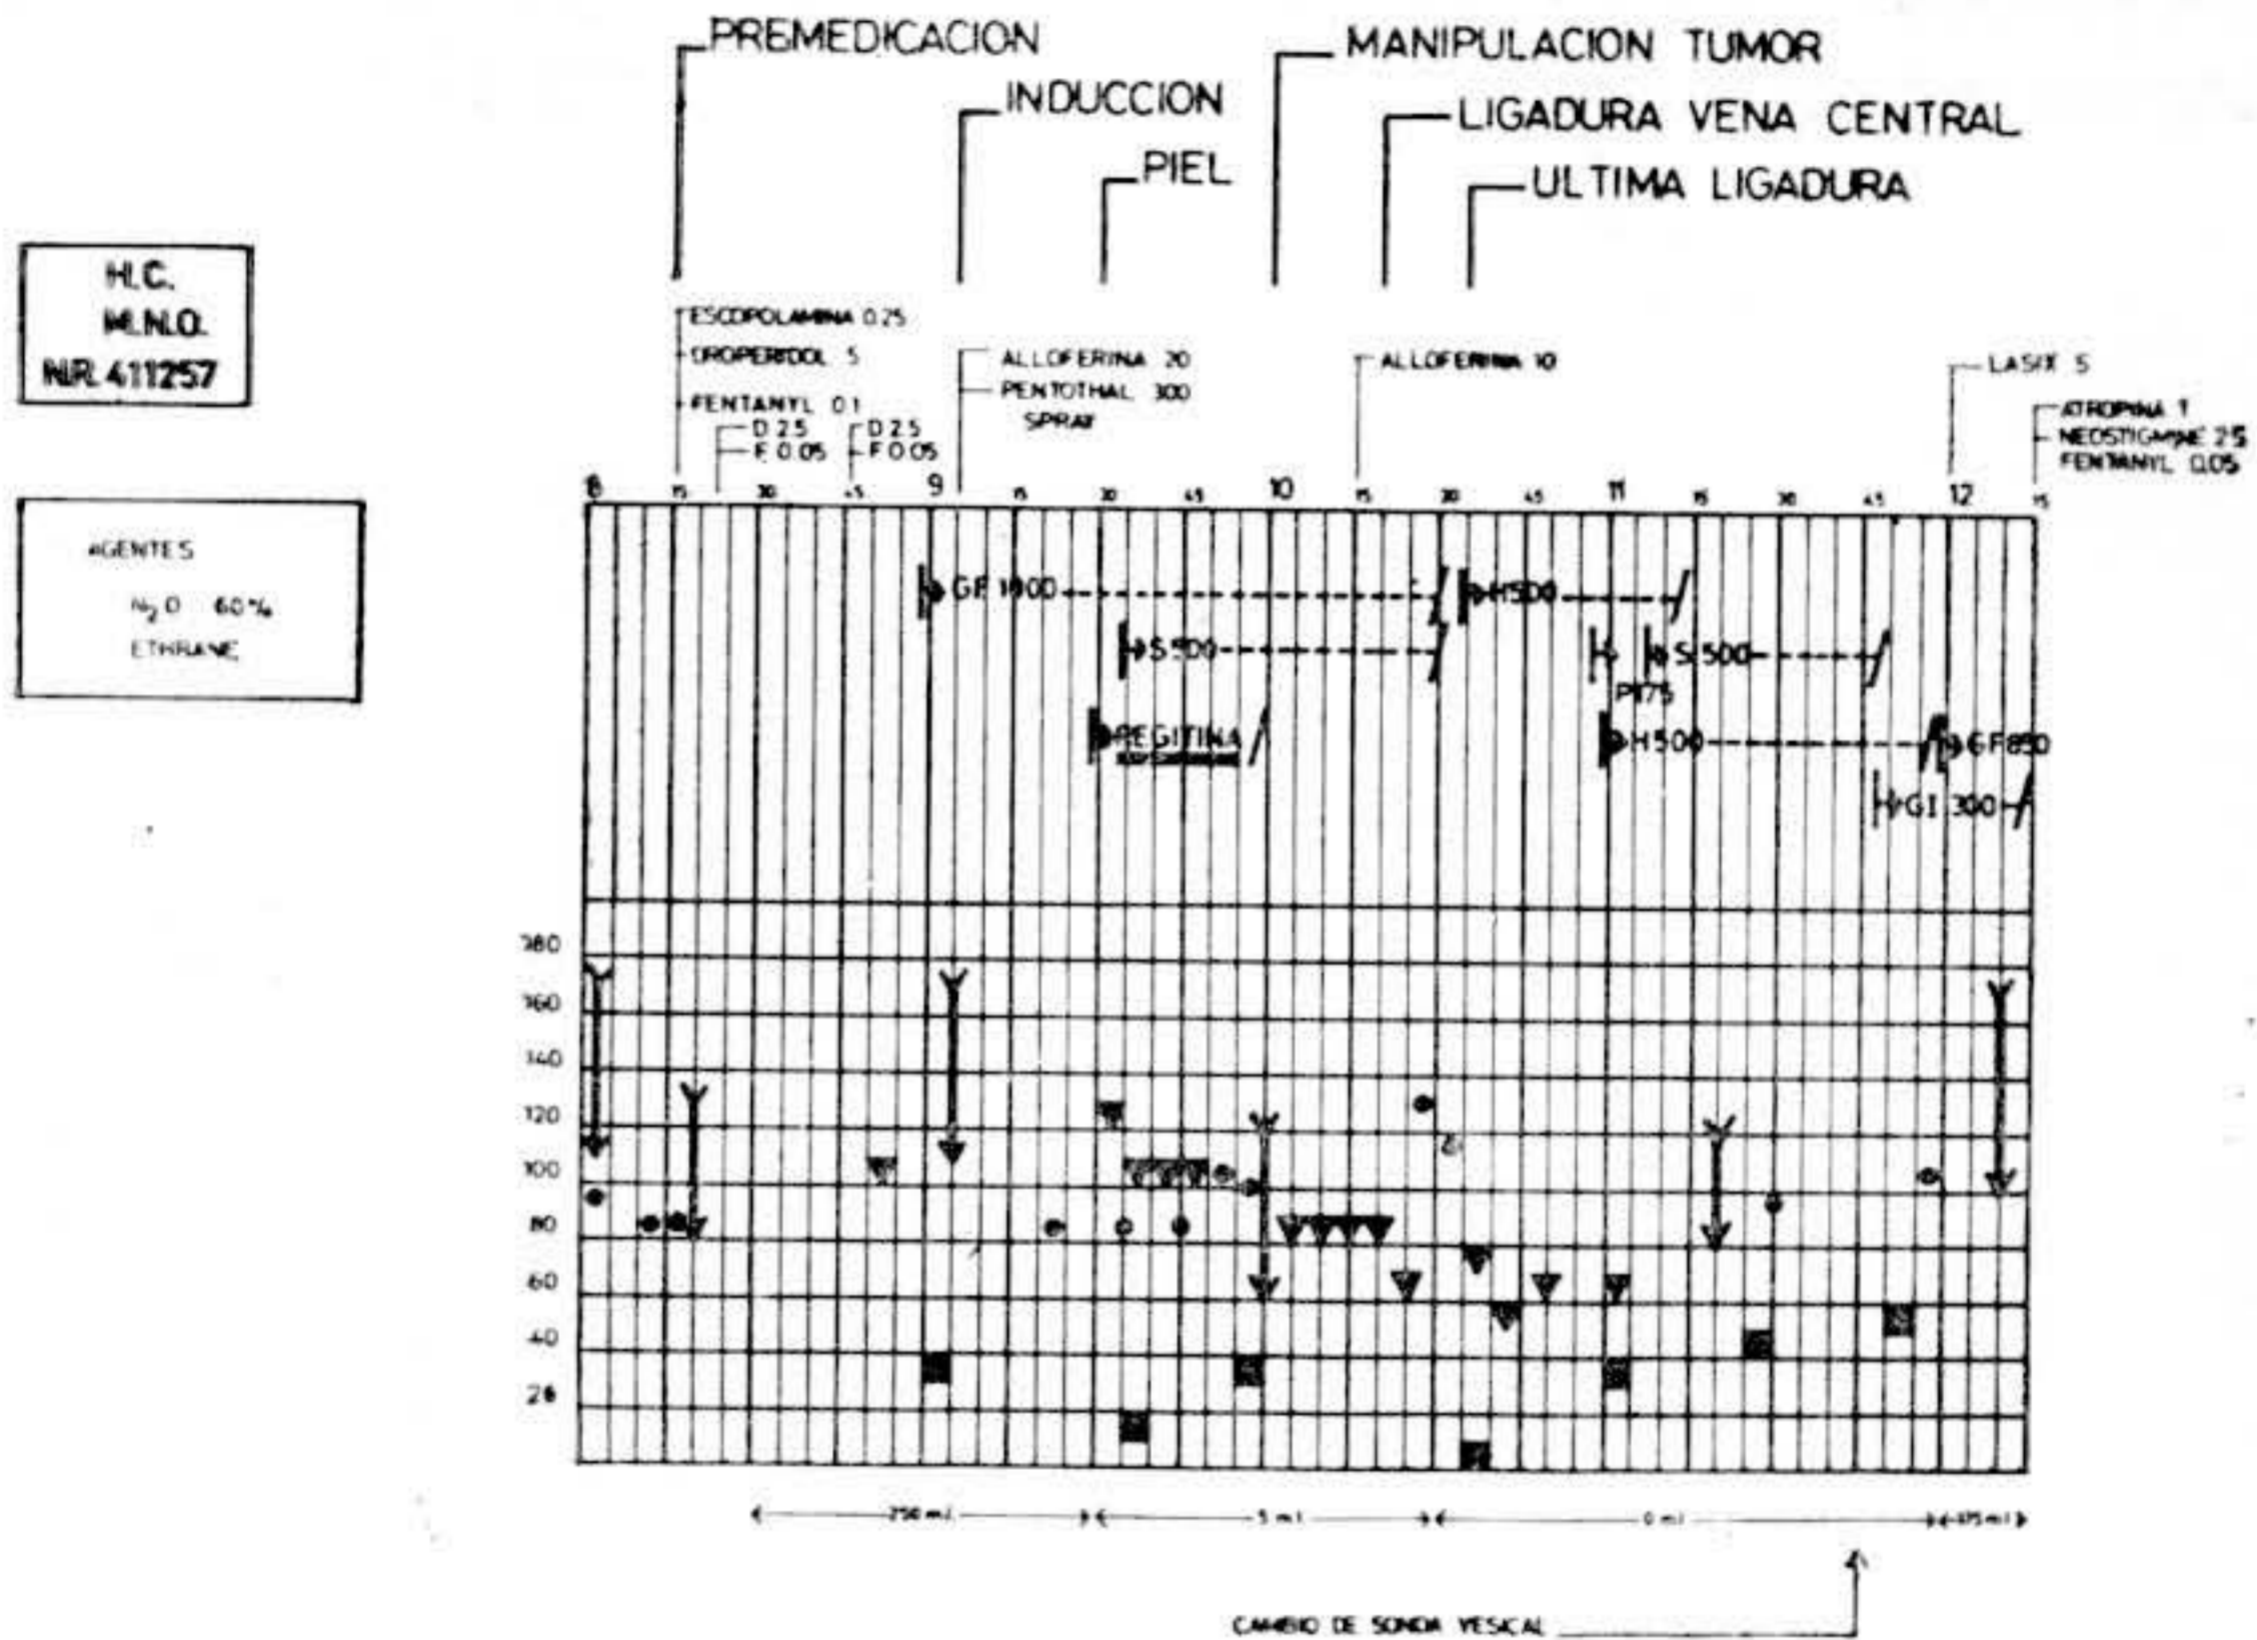 PREMEDICACION
INDUCCION
PIEL
MANIPULACION TUMOR
LIGADURA VENA CENTRAL
ULTIMA LIGADURA
H.C.
M.N.O.
N.R. 411257
AGENTES
N2O 60%
ETHRANE
ESCOPOLAMINA 0.25
DROPERIDOL 5
FENTANYL 0.1
D 2.5
F. 0.05
D 2.5
F 0.05
ALLOFERINA 20
PENTOTHAL 300
SPRAY
ALLOFERINA 10
LASIX 5
ATROPINA 1
NEOSTIGMINE 2.5
FENTANYL 0.05
8 15 30 45 9 15 30 45 10 15 30 45 11 15 30 45 12 15
GF 1000
H500
S 500
S 500
P175
REGITINA
H500
GF 850
GI 300
180
160
140
120
100
80
60
40
20
250 ml
5 ml
0 ml
375 ml
CAMBIO DE SONDA VESICAL